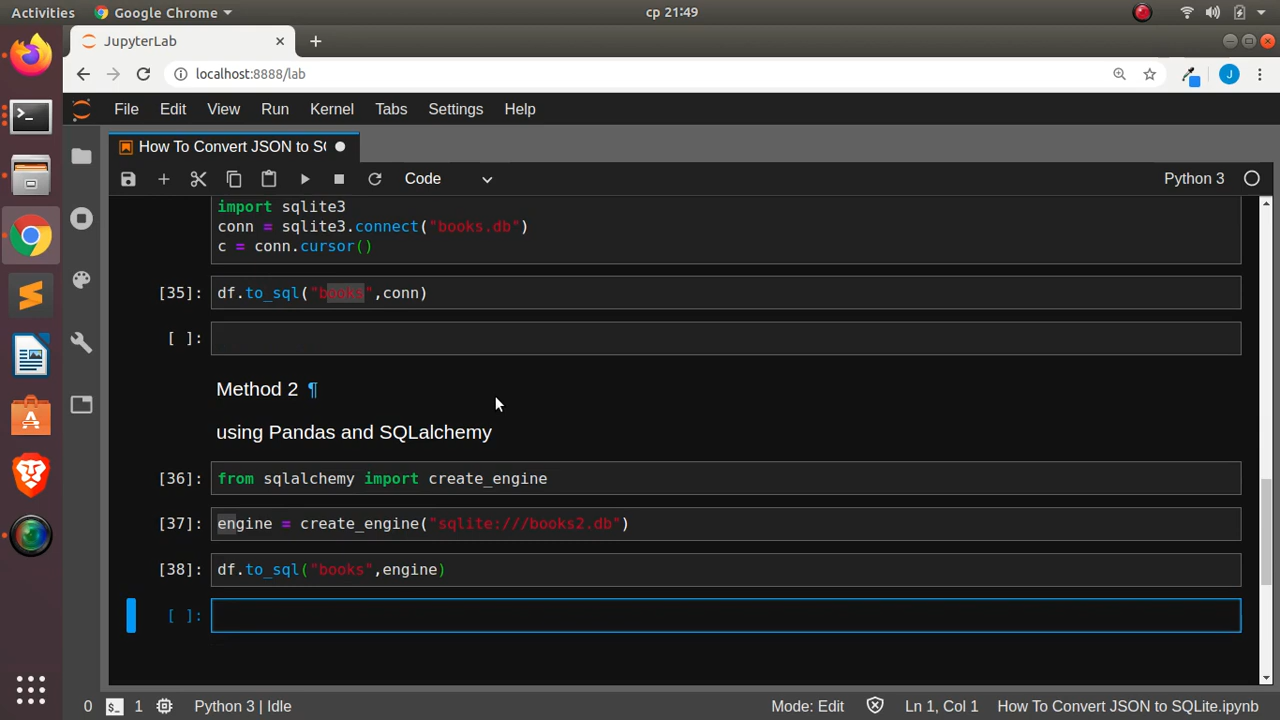 Activities Google Chrome ср 21:49
JupyterLab
localhost:8888/lab J
File Edit View Run Kernel Tabs Settings Help
How To Convert JSON to SQ
Code Python 3
import sqlite3
conn = sqlite3.connect("books.db")
c = conn.cursor()
[35]: df.to_sql("books",conn)
[ ]:
Method 2 ¶
using Pandas and SQLalchemy
[36]: from sqlalchemy import create_engine
[37]: engine = create_engine("sqlite:///books2.db")
[38]: df.to_sql("books",engine)
[ ]:
0 1 Python 3 | Idle Mode: Edit Ln 1, Col 1 How To Convert JSON to SQLite.ipynb